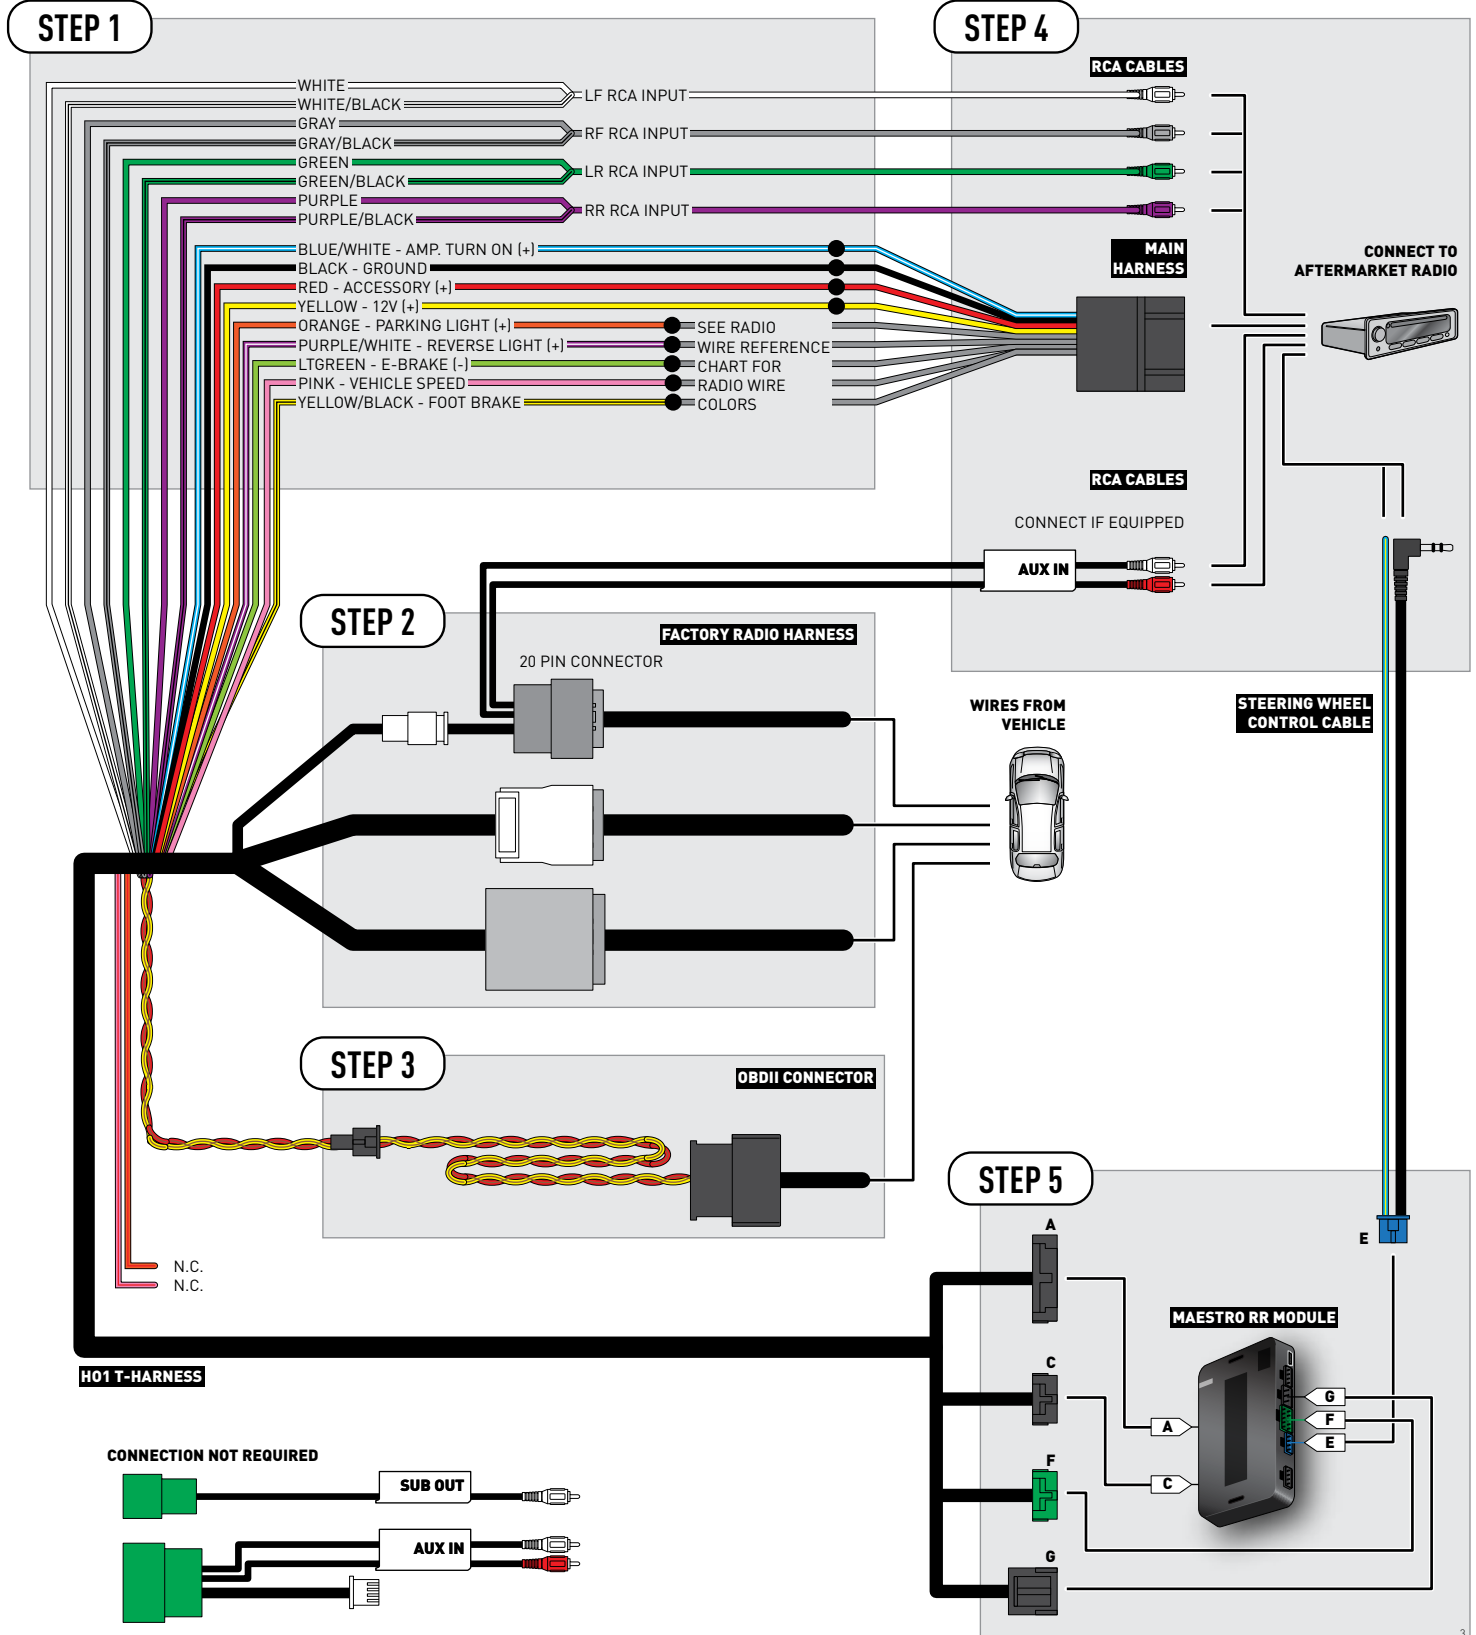 STEP 1
WHITE
WHITE/BLACK
LF RCA INPUT
GRAY
GRAY/BLACK
RF RCA INPUT
GREEN
GREEN/BLACK
LR RCA INPUT
PURPLE
PURPLE/BLACK
RR RCA INPUT
BLUE/WHITE - AMP. TURN ON (+)
BLACK - GROUND
RED - ACCESSORY (+)
YELLOW - 12V (+)
ORANGE - PARKING LIGHT (+)
PURPLE/WHITE - REVERSE LIGHT (+)
LTGREEN - E-BRAKE (-)
PINK - VEHICLE SPEED
YELLOW/BLACK - FOOT BRAKE
SEE RADIO
WIRE REFERENCE
CHART FOR
RADIO WIRE
COLORS
STEP 4
RCA CABLES
MAIN
HARNESS
CONNECT TO
AFTERMARKET RADIO
RCA CABLES
CONNECT IF EQUIPPED
AUX IN
STEP 2
FACTORY RADIO HARNESS
20 PIN CONNECTOR
WIRES FROM
VEHICLE
STEERING WHEEL
CONTROL CABLE
STEP 3
OBDII CONNECTOR
N.C.
N.C.
HO1 T-HARNESS
STEP 5
E
A
C
F
G
MAESTRO RR MODULE
A
C
G
F
E
CONNECTION NOT REQUIRED
SUB OUT
AUX IN
3